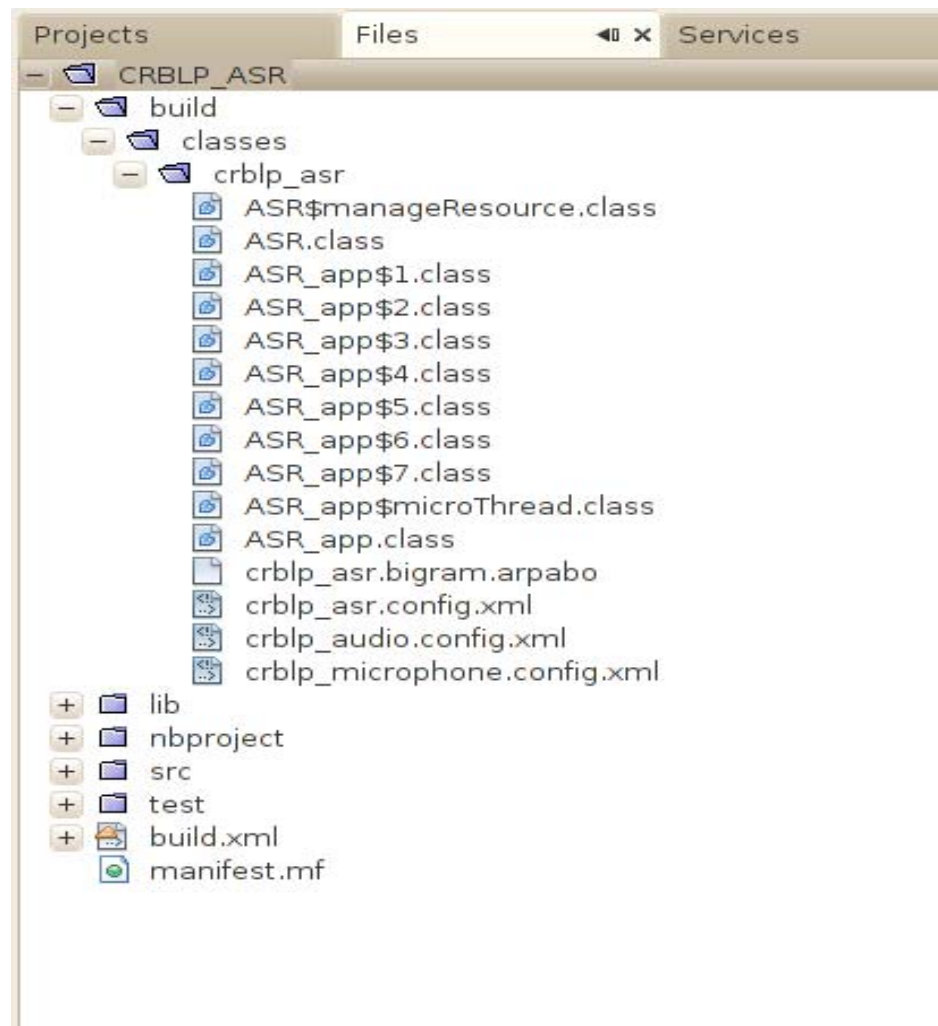 Projects Files Services
CRBLP_ASR
build
classes
crblp_asr
ASR$manageResource.class
ASR.class
ASR_app$1.class
ASR_app$2.class
ASR_app$3.class
ASR_app$4.class
ASR_app$5.class
ASR_app$6.class
ASR_app$7.class
ASR_app$microThread.class
ASR_app.class
crblp_asr.bigram.arpabo
crblp_asr.config.xml
crblp_audio.config.xml
crblp_microphone.config.xml
lib
nbproject
src
test
build.xml
manifest.mf